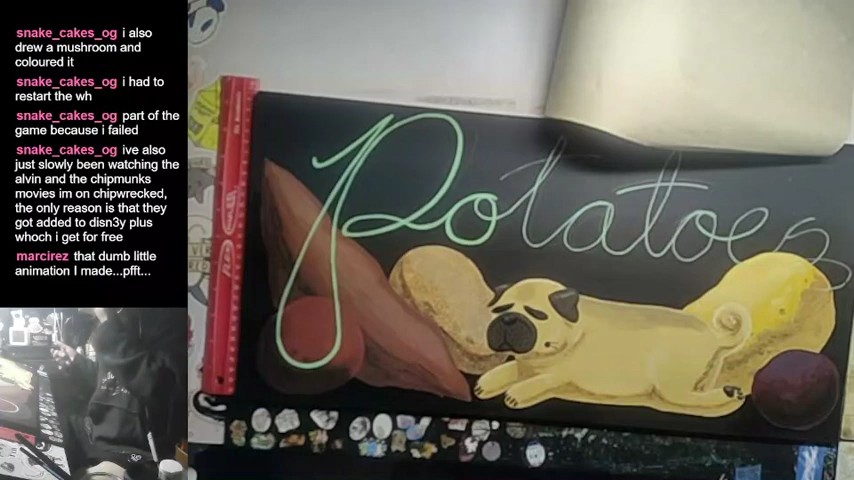 snake_cakes_og i also
drew a mushroom and
coloured it
snake_cakes_og i had to
restart the wh
snake_cakes_og part of the
game because i failed
snake_cakes_og ive also
just slowly been watching the
alvin and the chipmunks
movies im on chipwrecked,
the only reason is that they
got added to disn3y plus
whoch i get for free
marcirez that dumb little
animation I made...pfft...
Potatoes